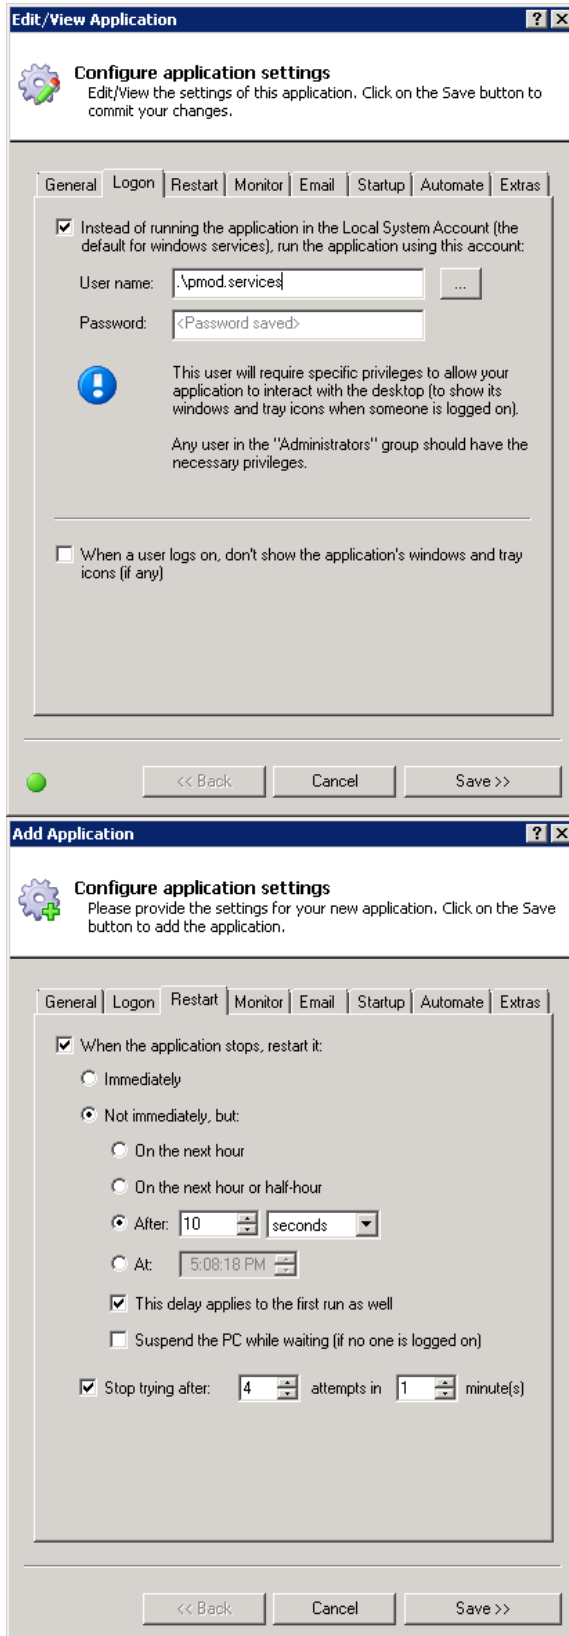 Edit/View Application
? X
Configure application settings
Edit/View the settings of this application. Click on the Save button to
commit your changes.
General Logon Restart Monitor Email Startup Automate Extras
Instead of running the application in the Local System Account (the
default for windows services), run the application using this account:
User name: .\pmod.services ...
Password: <Password saved>
This user will require specific privileges to allow your
application to interact with the desktop (to show its
windows and tray icons when someone is logged on).
Any user in the "Administrators" group should have the
necessary privileges.
When a user logs on, don't show the application's windows and tray
icons (if any)
<< Back Cancel Save >>
Add Application
? X
Configure application settings
Please provide the settings for your new application. Click on the Save
button to add the application.
General Logon Restart Monitor Email Startup Automate Extras
When the application stops, restart it:
Immediately
Not immediately, but:
On the next hour
On the next hour or half-hour
After: 10 seconds
At: 5:08:18 PM
This delay applies to the first run as well
Suspend the PC while waiting (if no one is logged on)
Stop trying after: 4 attempts in 1 minute(s)
<< Back Cancel Save >>